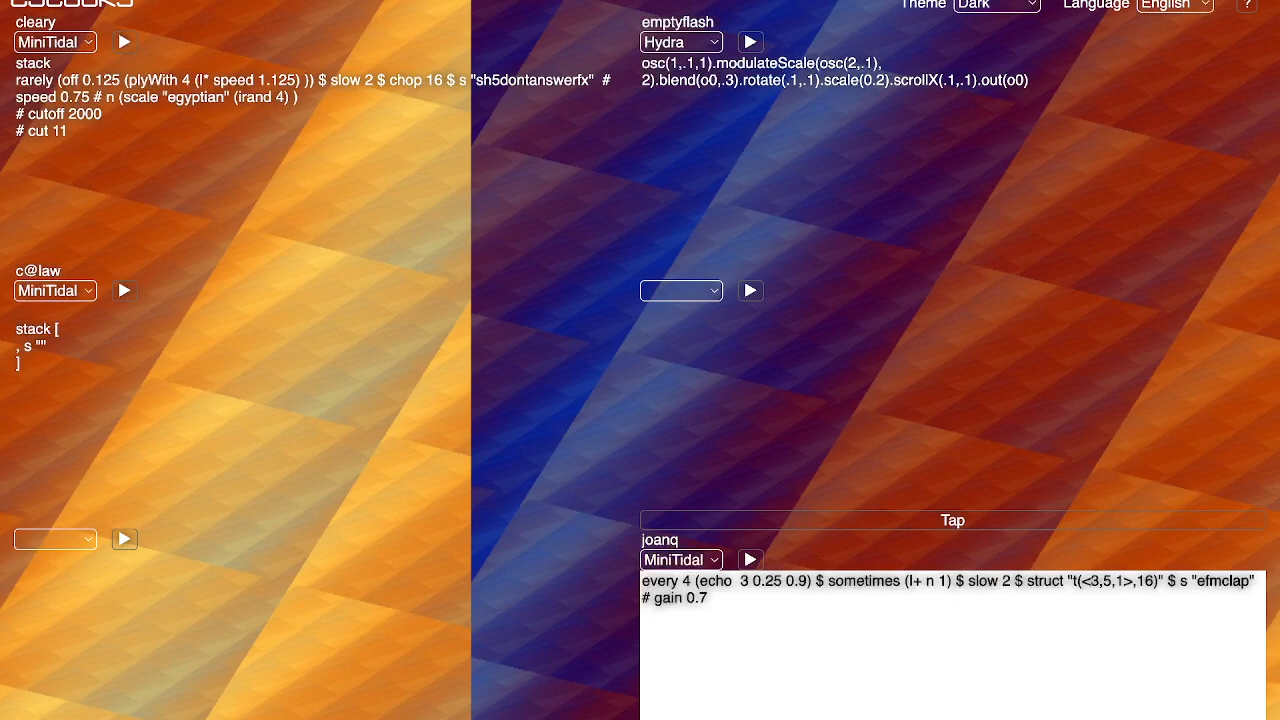 Theme Dark Language English ?
cleary
MiniTidal
stack
rarely (off 0.125 (plyWith 4 (|* speed 1.125) )) $ slow 2 $ chop 16 $ s "sh5dontanswerfx"  #
speed 0.75 # n (scale "egyptian" (irand 4) )
# cutoff 2000
# cut 11
emptyflash
Hydra
osc(1,.1,1).modulateScale(osc(2,.1),
2).blend(o0,.3).rotate(.1,.1).scale(0.2).scrollX(.1,.1).out(o0)
c@law
MiniTidal
stack [
, s ""
]
Tap
joanq
MiniTidal
every 4 (echo  3 0.25 0.9) $ sometimes (|+ n 1) $ slow 2 $ struct "t(<3,5,1>,16)" $ s "efmclap"
# gain 0.7